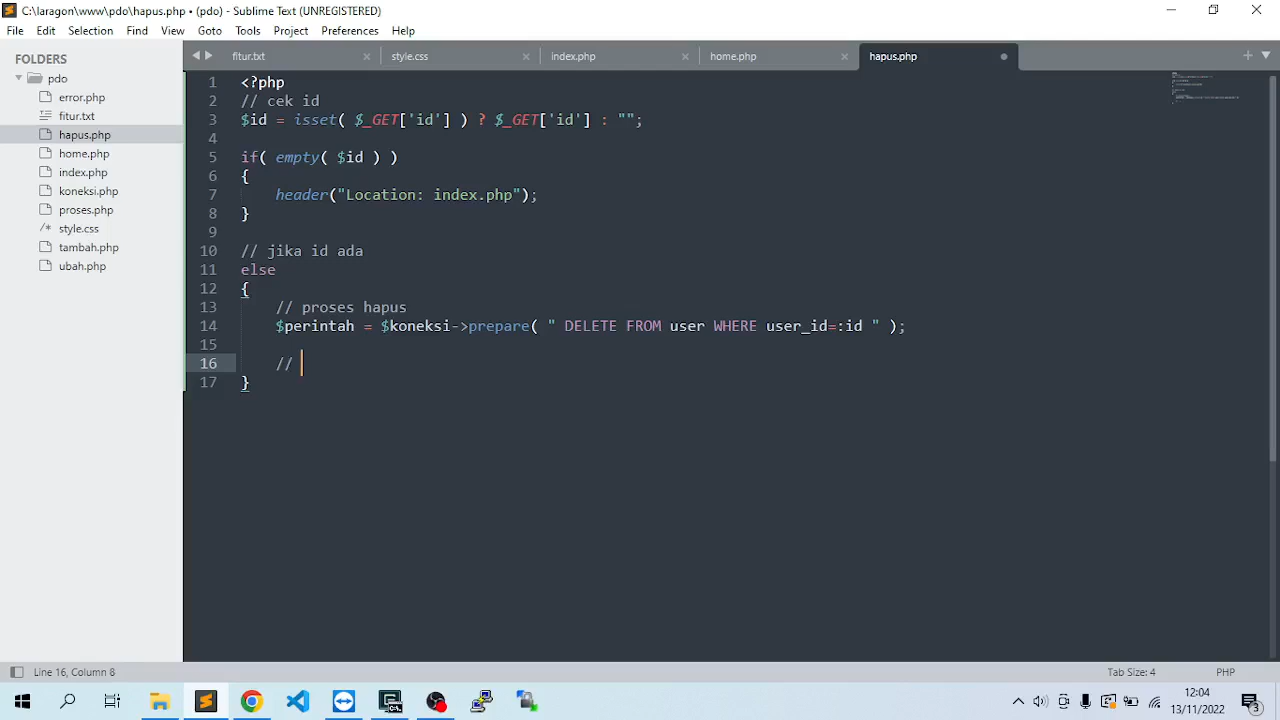 C:\laragon\www\pdo\hapus.php • (pdo) - Sublime Text (UNREGISTERED)
File Edit Selection Find View Goto Tools Project Preferences Help
FOLDERS
pdo
error.php
fitur.txt
hapus.php
home.php
index.php
koneksi.php
proses.php
style.css
tambah.php
ubah.php
fitur.txt style.css index.php home.php hapus.php
1 <?php
2 // cek id
3 $id = isset( $_GET['id'] ) ? $_GET['id'] : "";
4
5 if( empty( $id ) )
6 {
7 header("Location: index.php");
8 }
9
10 // jika id ada
11 else
12 {
13 // proses hapus
14 $perintah = $koneksi->prepare( " DELETE FROM user WHERE user_id=:id " );
15
16 //
17 }
Line 16, Column 8 Tab Size: 4 PHP
12:04
13/11/2022
3